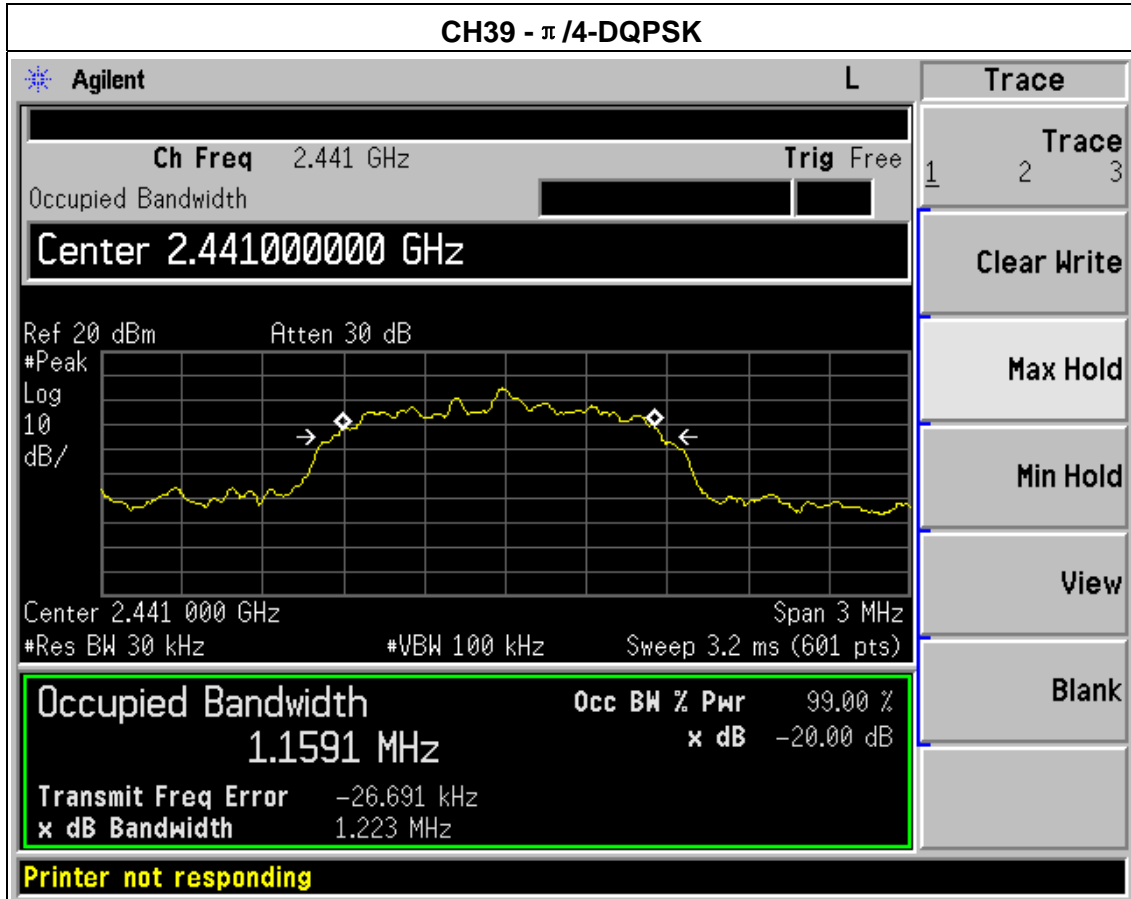 CH39 - π/4-DQPSK
Agilent L Trace
Ch Freq 2.441 GHz Trig Free
Occupied Bandwidth
Center 2.441000000 GHz
Ref 20 dBm Atten 30 dB
#Peak
Log
10
dB/
Center 2.441 000 GHz Span 3 MHz
#Res BW 30 kHz #VBW 100 kHz Sweep 3.2 ms (601 pts)
Occupied Bandwidth Occ BW % Pwr 99.00 %
1.1591 MHz x dB -20.00 dB
Transmit Freq Error -26.691 kHz
x dB Bandwidth 1.223 MHz
Printer not responding
Trace
1 2 3
Clear Write
Max Hold
Min Hold
View
Blank